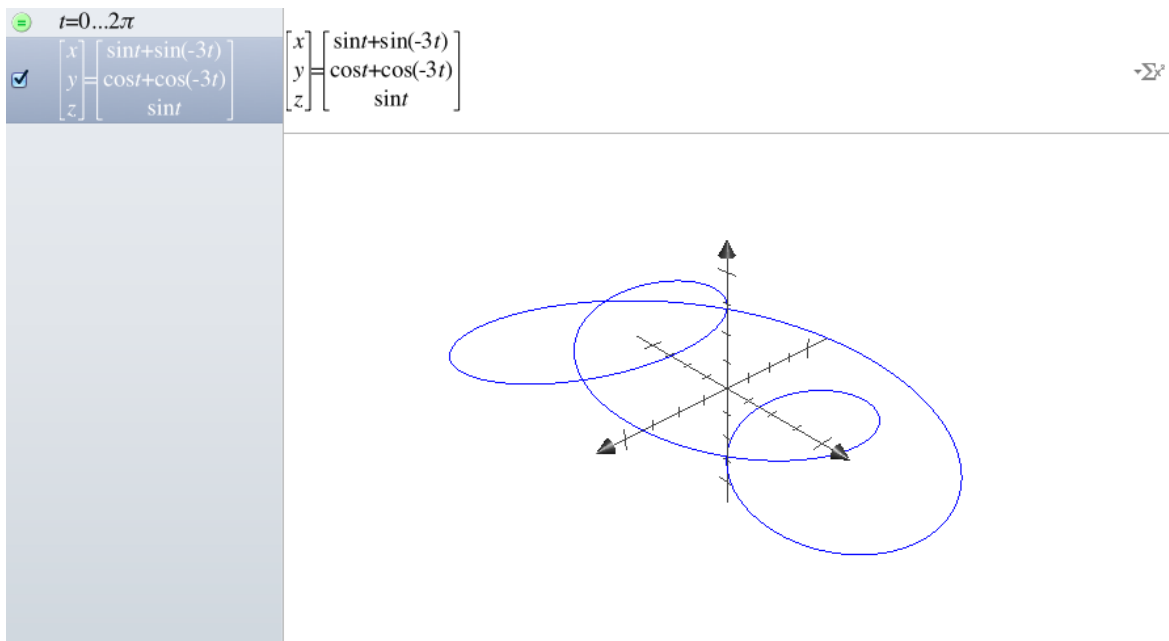 t=0...2π
[x] [sint+sin(-3t)]
[y]=[cost+cos(-3t)]
[z] [sint]
[x] [sint+sin(-3t)]
[y]=[cost+cos(-3t)]
[z] [sint]
Σx²